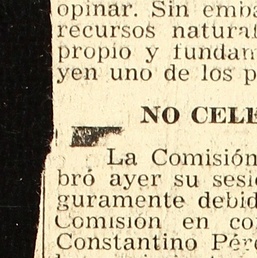 opinar. Sin emb
recursos natura
propio y fundam
yen uno de los p
NO CELE
La Comisión
bró ayer su sesi
guramente debid
Comisión en co
Constantino Pér